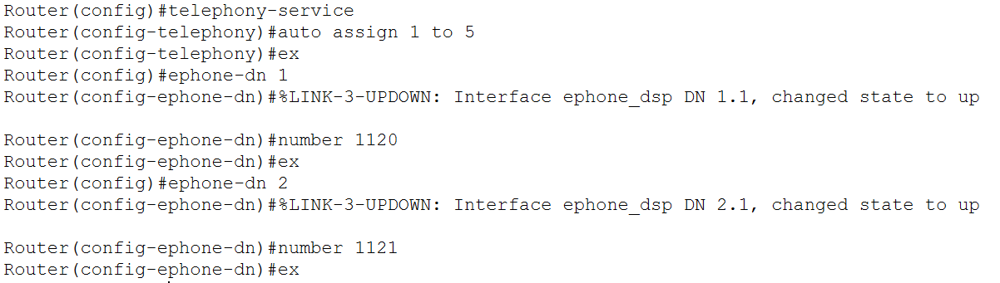 Router(config)#telephony-service
Router(config-telephony)#auto assign 1 to 5
Router(config-telephony)#ex
Router(config)#ephone-dn 1
Router(config-ephone-dn)#%LINK-3-UPDOWN: Interface ephone_dsp DN 1.1, changed state to up
Router(config-ephone-dn)#number 1120
Router(config-ephone-dn)#ex
Router(config)#ephone-dn 2
Router(config-ephone-dn)#%LINK-3-UPDOWN: Interface ephone_dsp DN 2.1, changed state to up
Router(config-ephone-dn)#number 1121
Router(config-ephone-dn)#ex